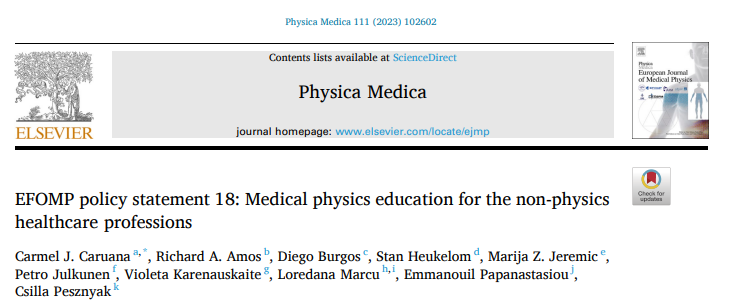 Physica Medica 111 (2023) 102602
Contents lists available at ScienceDirect
Physica Medica
journal homepage: www.elsevier.com/locate/ejmp
ELSEVIER
Physica
Medica
European Journal
of Medical Physics
Check for
updates
EFOMP policy statement 18: Medical physics education for the non-physics
healthcare professions
Carmel J. Caruana a,*, Richard A. Amos b, Diego Burgos c, Stan Heukelom d, Marija Z. Jeremic e,
Petro Julkunen f, Violeta Karenauskaite g, Loredana Marcu h,i, Emmanouil Papanastasiou j,
Csilla Pesznyak k